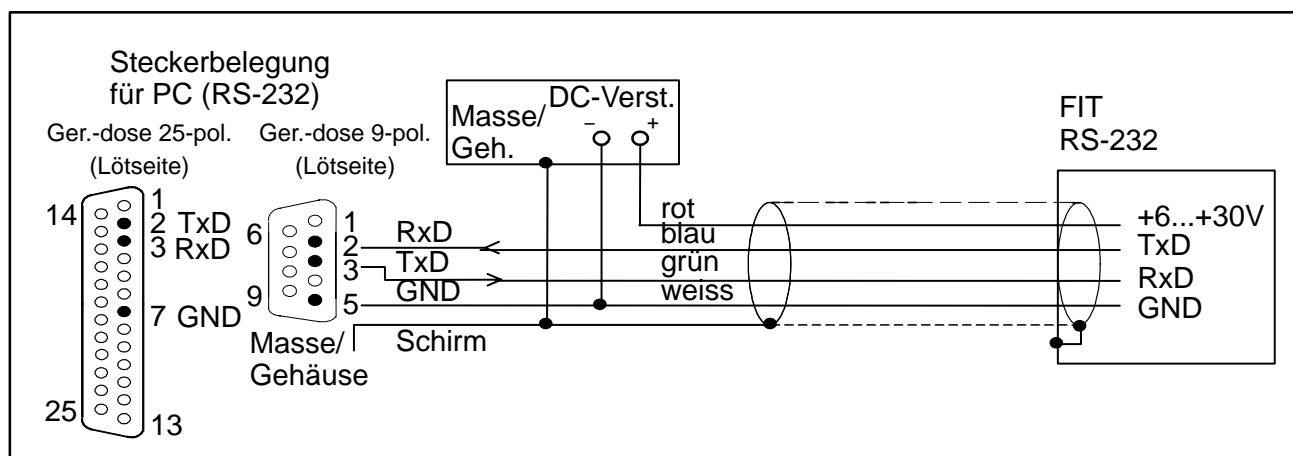 Steckerbelegung
für PC (RS-232)
Ger.-dose 25-pol.
(Lötseite)
Ger.-dose 9-pol.
(Lötseite)
14
1
2 TxD
3 RxD
7 GND
25
13
6
9
1
2
3
5
RxD
TxD
GND
Masse/
Gehäuse
Schirm
DC-Verst.
Masse/
Geh.
–
+
rot
blau
grün
weiss
FIT
RS-232
+6...+30V
TxD
RxD
GND